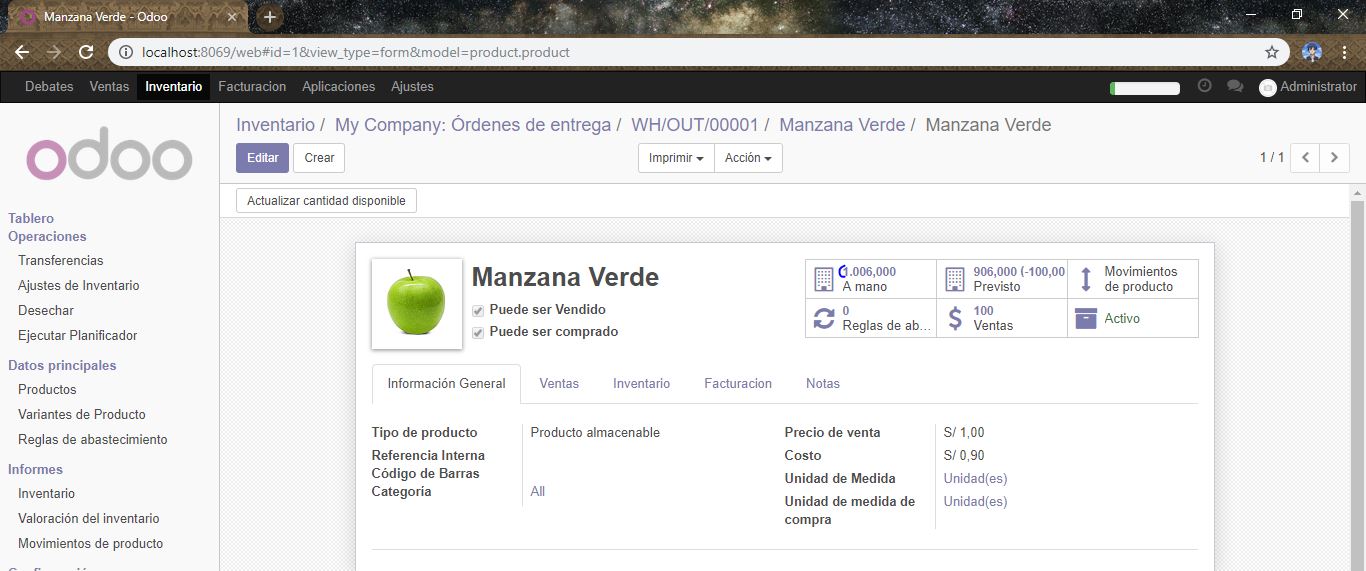 Manzana Verde - Odoo
localhost:8069/web#id=1&view_type=form&model=product.product
Debates Ventas Inventario Facturacion Aplicaciones Ajustes Administrator
odoo
Inventario / My Company: Órdenes de entrega / WH/OUT/00001 / Manzana Verde / Manzana Verde
Editar Crear Imprimir Acción 1 / 1
Actualizar cantidad disponible
Tablero
Operaciones
Transferencias
Ajustes de Inventario
Desechar
Ejecutar Planificador
Datos principales
Productos
Variantes de Producto
Reglas de abastecimiento
Informes
Inventario
Valoración del inventario
Movimientos de producto
Manzana Verde
Puede ser Vendido
Puede ser comprado
1.006,000
A mano
906,000 (-100,00
Previsto
Movimientos
de producto
0
Reglas de ab...
100
Ventas
Activo
Información General Ventas Inventario Facturacion Notas
Tipo de producto Producto almacenable
Referencia Interna
Código de Barras
Categoría All
Precio de venta S/ 1,00
Costo S/ 0,90
Unidad de Medida Unidad(es)
Unidad de medida de
compra Unidad(es)